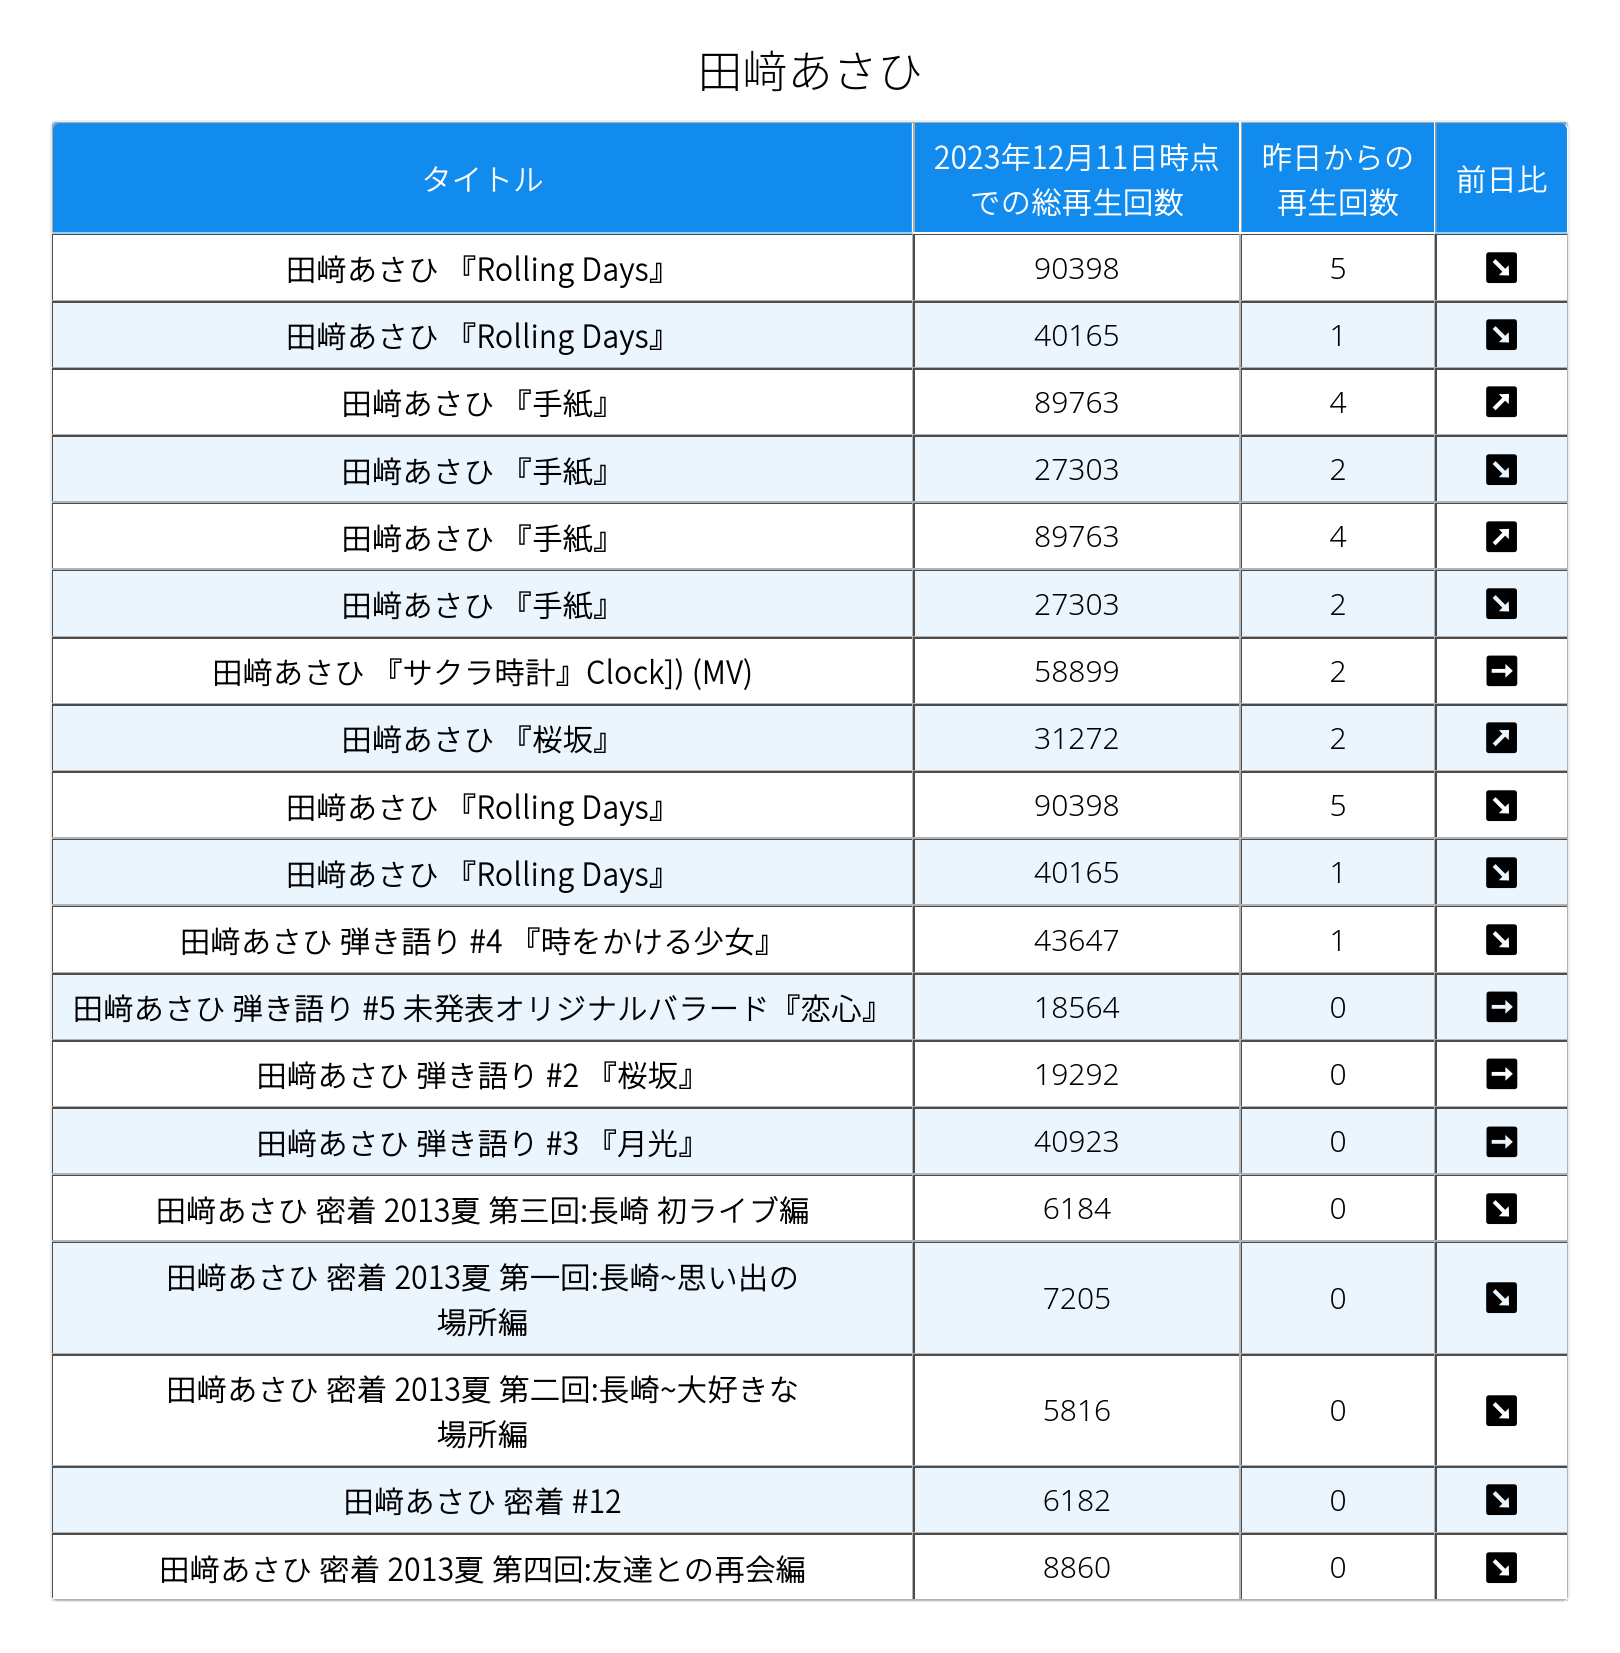 田﨑あさひ
タイトル 2023年12月11日時点 昨日からの 前日比
での総再生回数 再生回数
田﨑あさひ 『Rolling Days』 90398 5 ↘
田﨑あさひ 『Rolling Days』 40165 1 ↘
田﨑あさひ 『手紙』 89763 4 ↗
田﨑あさひ 『手紙』 27303 2 ↘
田﨑あさひ 『手紙』 89763 4 ↗
田﨑あさひ 『手紙』 27303 2 ↘
田﨑あさひ 『サクラ時計』Clock]) (MV) 58899 2 →
田﨑あさひ 『桜坂』 31272 2 ↗
田﨑あさひ 『Rolling Days』 90398 5 ↘
田﨑あさひ 『Rolling Days』 40165 1 ↘
田﨑あさひ 弾き語り #4 『時をかける少女』 43647 1 ↘
田﨑あさひ 弾き語り #5 未発表オリジナルバラード『恋心』 18564 0 →
田﨑あさひ 弾き語り #2 『桜坂』 19292 0 →
田﨑あさひ 弾き語り #3 『月光』 40923 0 →
田﨑あさひ 密着 2013夏 第三回:長崎 初ライブ編 6184 0 ↘
田﨑あさひ 密着 2013夏 第一回:長崎~思い出の
場所編 7205 0 ↘
田﨑あさひ 密着 2013夏 第二回:長崎~大好きな
場所編 5816 0 ↘
田﨑あさひ 密着 #12 6182 0 ↘
田﨑あさひ 密着 2013夏 第四回:友達との再会編 8860 0 ↘